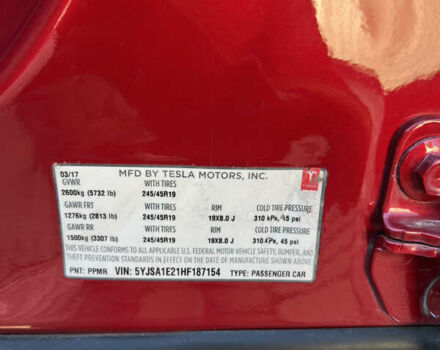 03/17 MFD BY TESLA MOTORS, INC.
GVWR WITH TIRES
2600kg (5732 lb) 245/45R19
GAWR FRT WITH TIRES RIM COLD TIRE PRESSURE
1276kg (2813 lb) 245/45R19 19X8.0 J 310 kPa, 45 psi
GAWR RR WITH TIRES RIM COLD TIRE PRESSURE
1500kg (3307 lb) 245/45R19 19X8.0 J 310 kPa, 45 psi
THIS VEHICLE CONFORMS TO ALL APPLICABLE FEDERAL MOTOR VEHICLE SAFETY, BUMPER, AND
THEFT PREVENTION STANDARDS IN EFFECT ON THE DATE OF MANUFACTURE SHOWN ABOVE.
PNT: PPMR VIN: 5YJSA1E21HF187154 TYPE: PASSENGER CAR